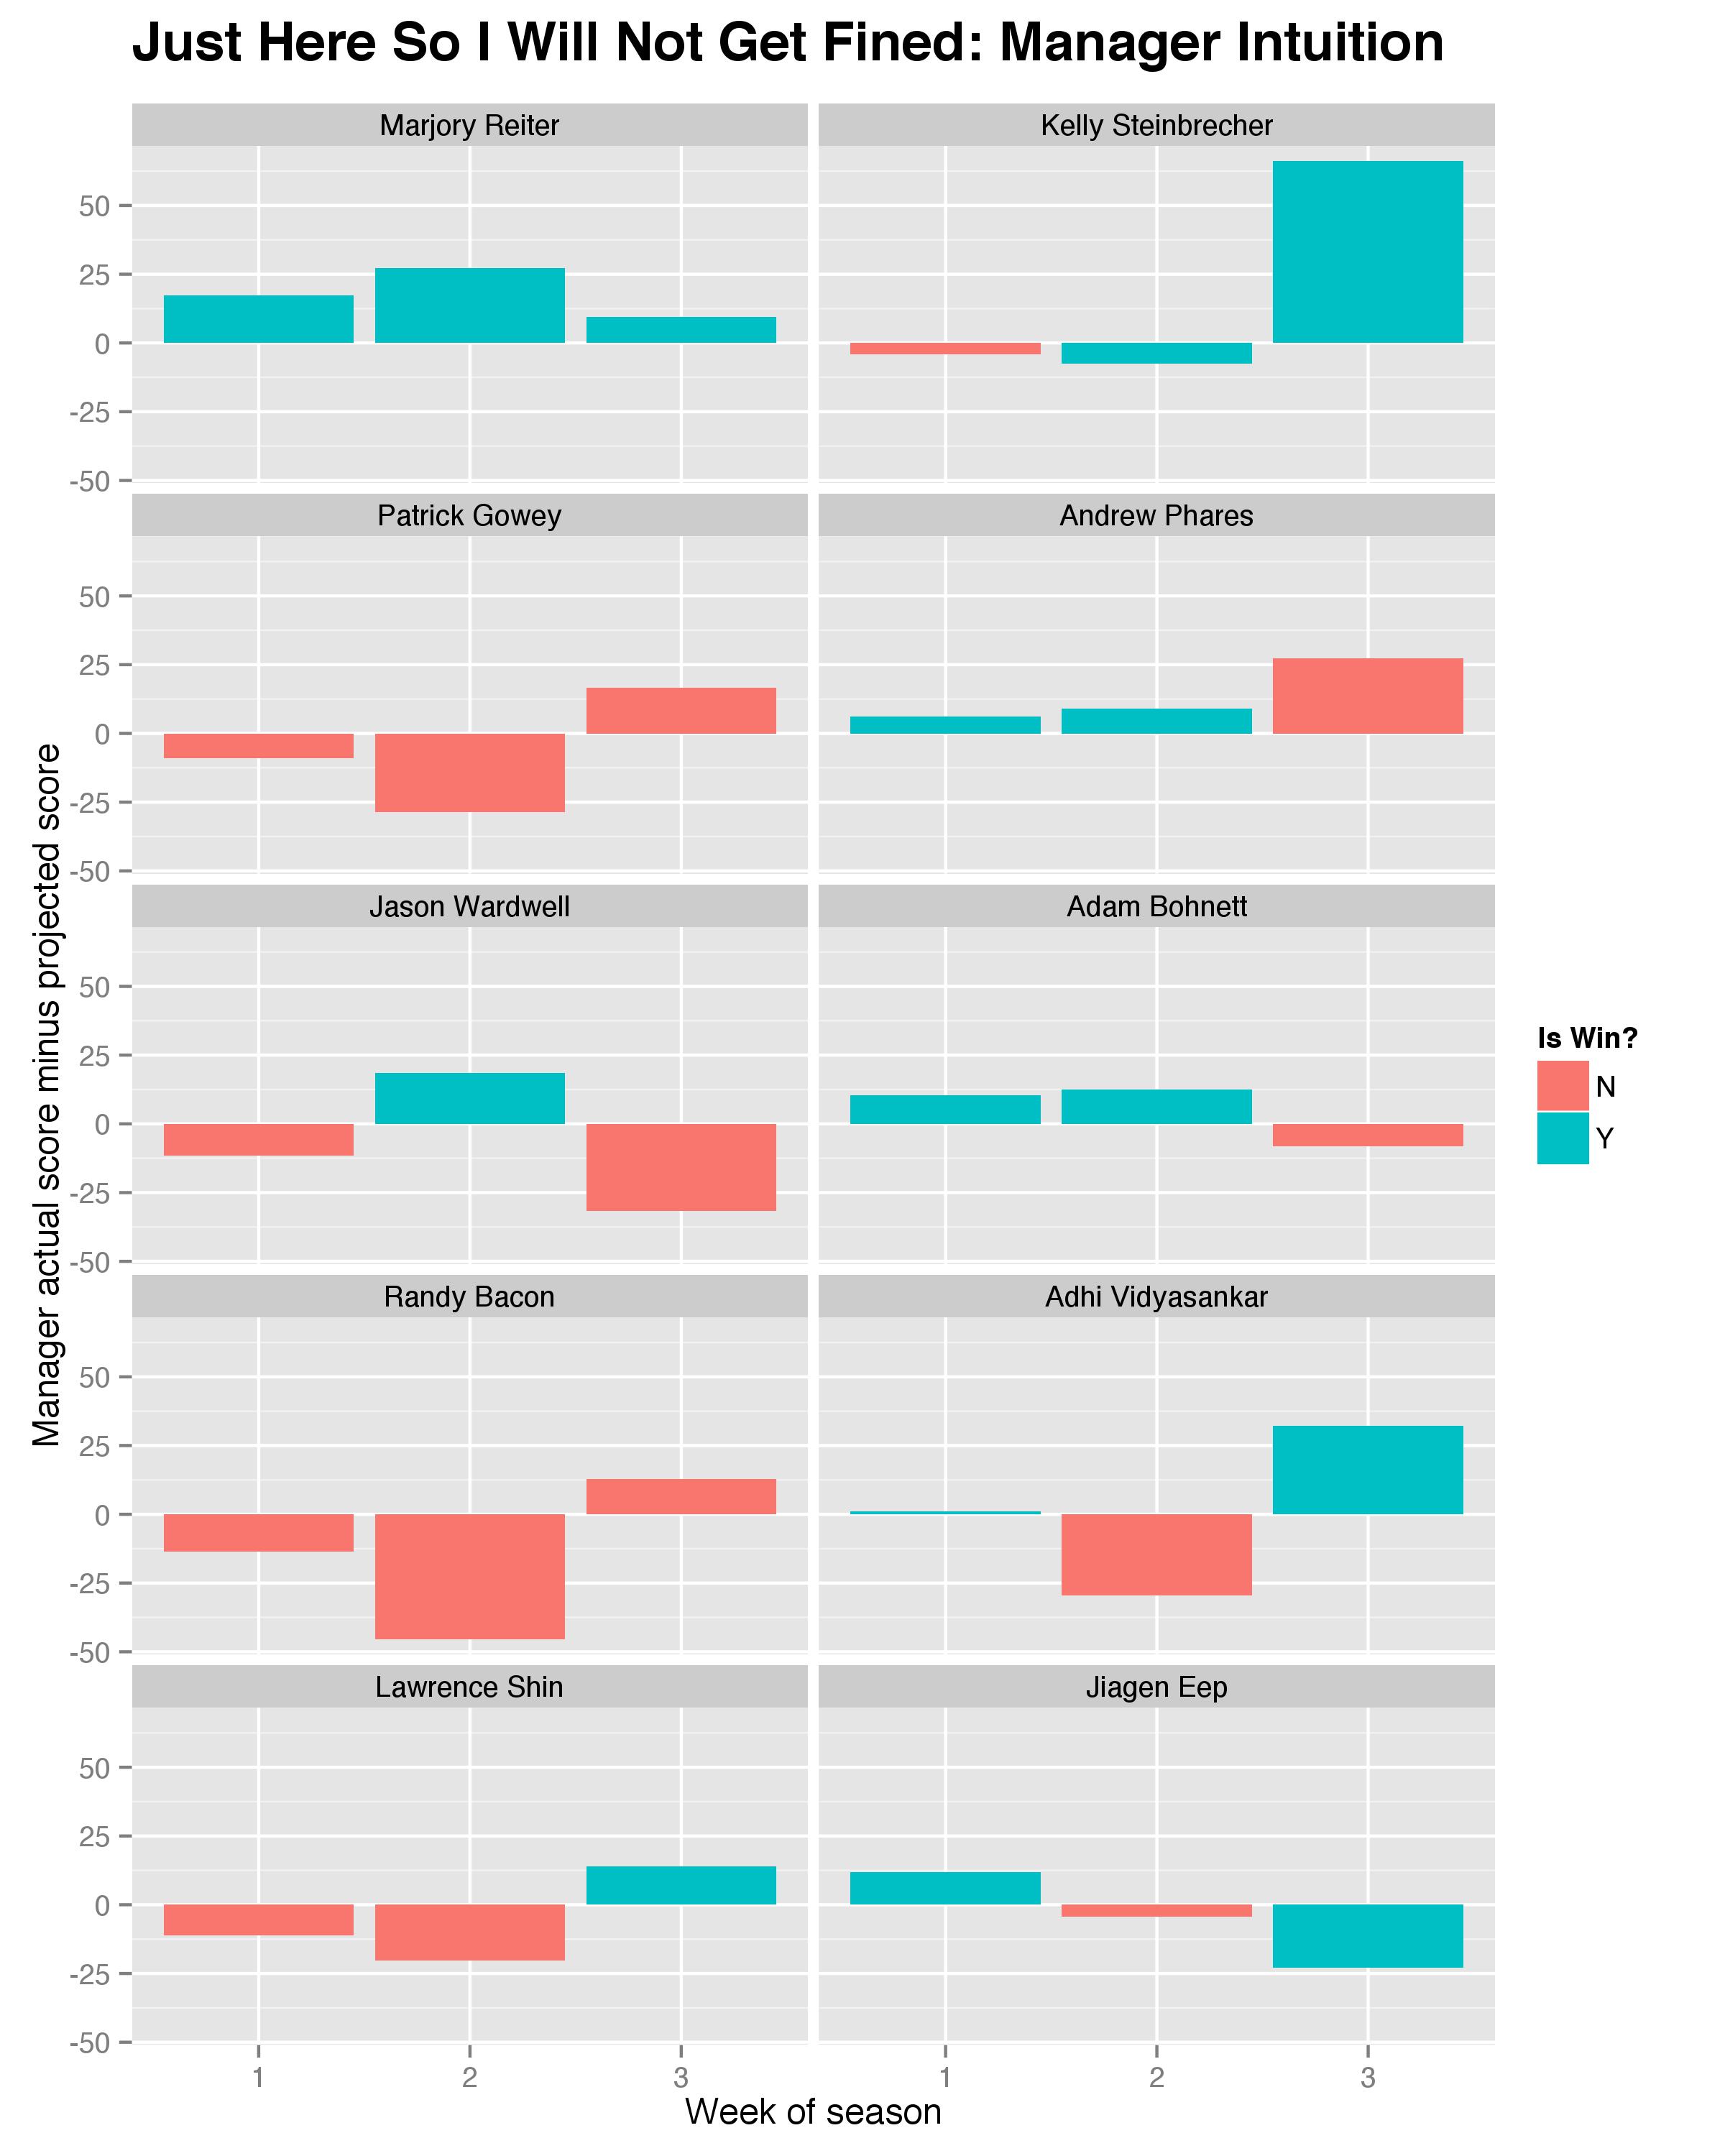 Just Here So I Will Not Get Fined: Manager Intuition
Marjory Reiter
Kelly Steinbrecher
50
25
0
-25
-50
Patrick Gowey
Andrew Phares
50
25
0
-25
-50
Jason Wardwell
Adam Bohnett
50
25
0
-25
-50
Randy Bacon
Adhi Vidyasankar
50
25
0
-25
-50
Lawrence Shin
Jiagen Eep
50
25
0
-25
-50
1 2 3 1 2 3
Week of season
Manager actual score minus projected score
Is Win?
N
Y